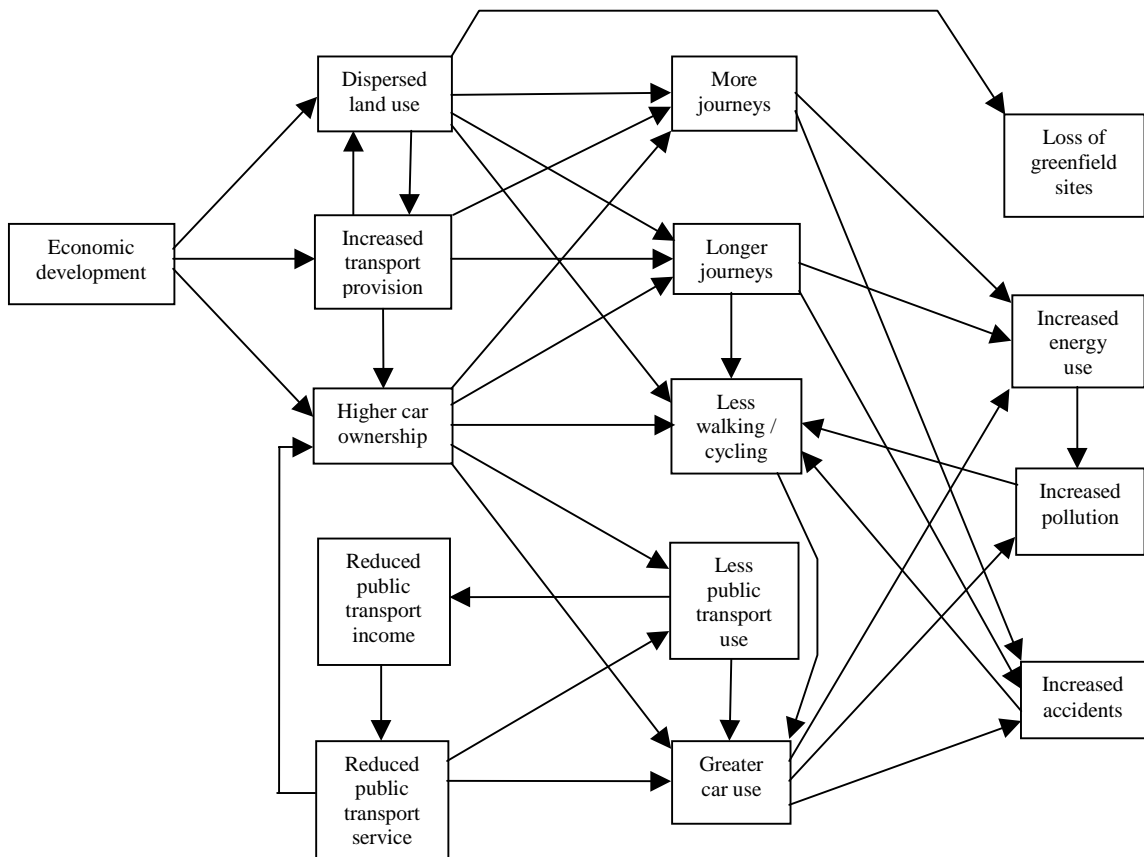 Dispersed
land use
More
journeys
Loss of
greenfield
sites
Economic
development
Increased
transport
provision
Longer
journeys
Increased
energy
use
Higher car
ownership
Less
walking /
cycling
Increased
pollution
Reduced
public
transport
income
Less
public
transport
use
Increased
accidents
Reduced
public
transport
service
Greater
car use